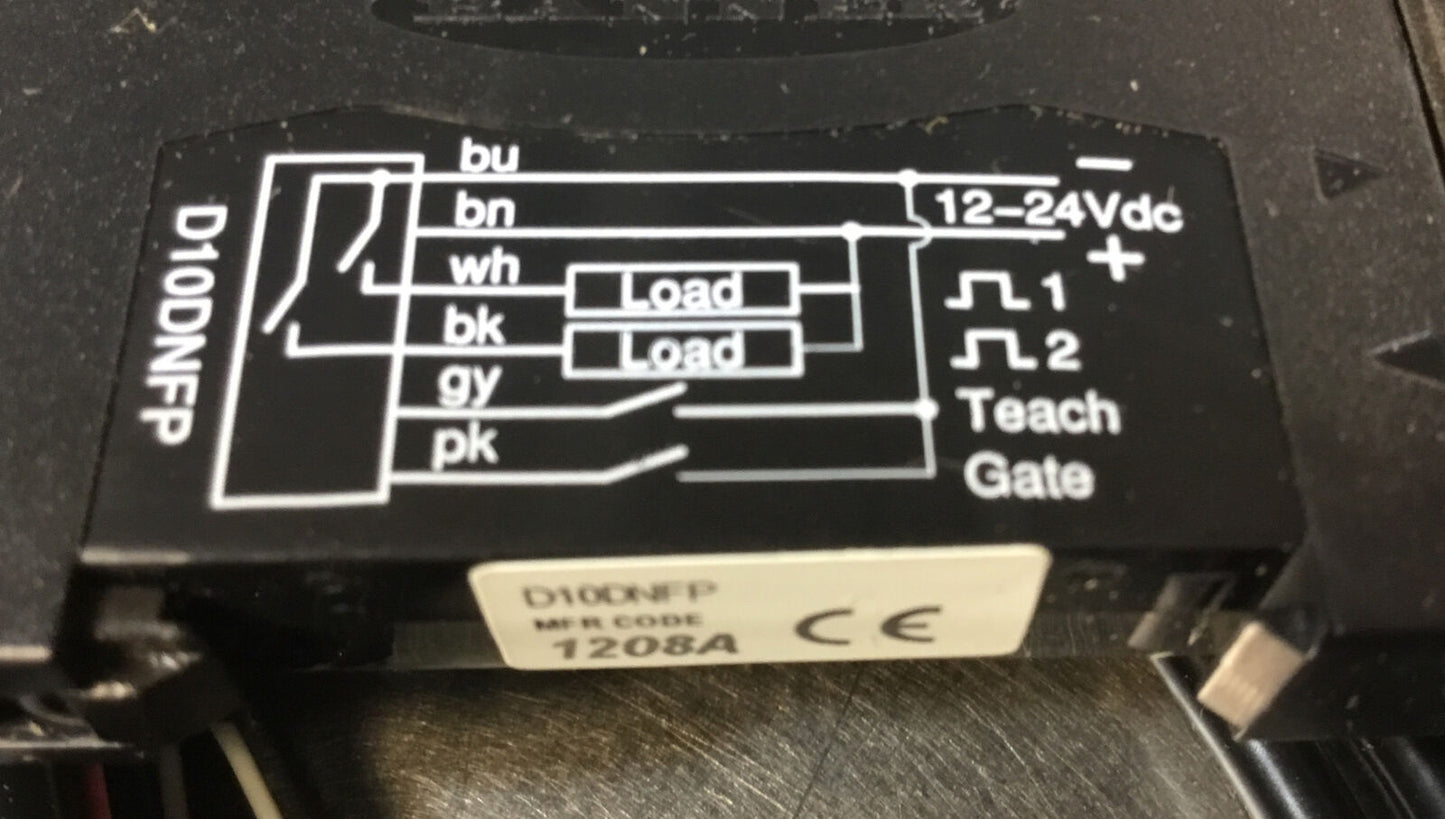 D10DNFP
bu
bn
wh
bk
gy
pk
Load
Load
−
12–24Vdc
+
1
2
Teach
Gate
D10DNFP
MFR CODE
1208A
CE